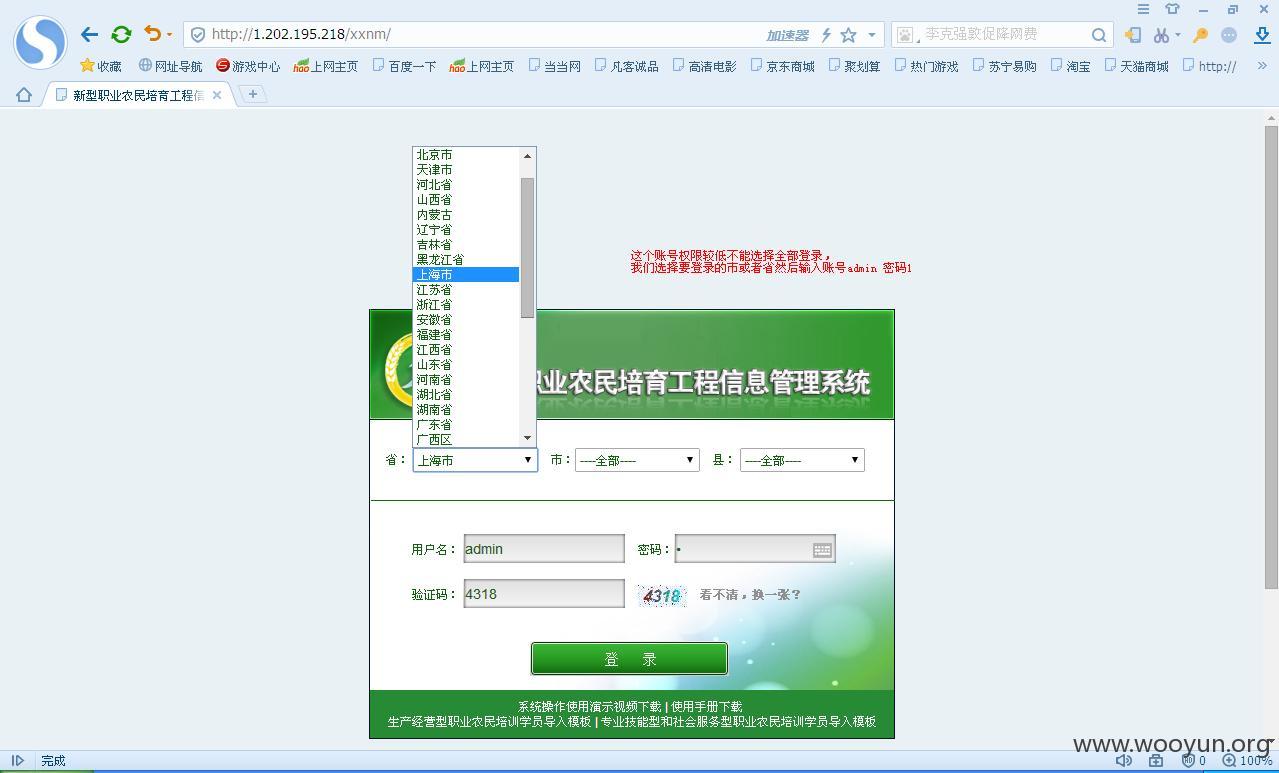 http://1.202.195.218/xxnm/
加速器
李克强敦促降网费
收藏 网址导航 游戏中心 上网主页 百度一下 上网主页 当当网 凡客诚品 高清电影 京东商城 聚划算 热门游戏 苏宁易购 淘宝 天猫商城 http://
新型职业农民培育工程信
北京市
天津市
河北省
山西省
内蒙古
辽宁省
吉林省
黑龙江省
上海市
江苏省
浙江省
安徽省
福建省
江西省
山东省
河南省
湖北省
湖南省
广东省
广西区
这个账号权限较低不能选择全部登录，
我们选择要登录的市或者省然后输入账号admin 密码1
职业农民培育工程信息管理系统
省： 上海市 市： ----全部---- 县： ----全部----
用户名： admin 密码： •
验证码： 4318 4318 看不清，换一张？
登 录
系统操作使用演示视频下载 | 使用手册下载
生产经营型职业农民培训学员导入模板 | 专业技能型和社会服务型职业农民培训学员导入模板
www.wooyun.org
完成 0 100%